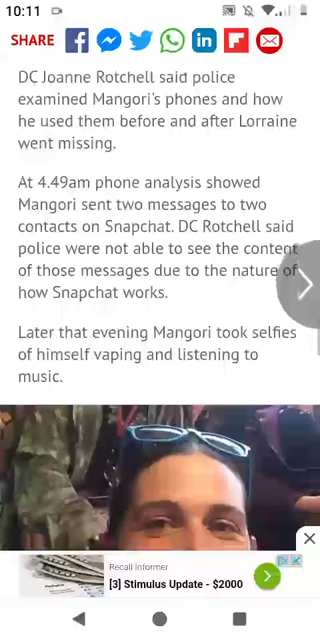 10:11
SHARE
DC Joanne Rotchell said police
examined Mangori's phones and how
he used them before and after Lorraine
went missing.
At 4.49am phone analysis showed
Mangori sent two messages to two
contacts on Snapchat. DC Rotchell said
police were not able to see the content
of those messages due to the nature of
how Snapchat works.
Later that evening Mangori took selfies
of himself vaping and listening to
music.
Recall Informer
[3] Stimulus Update - $2000